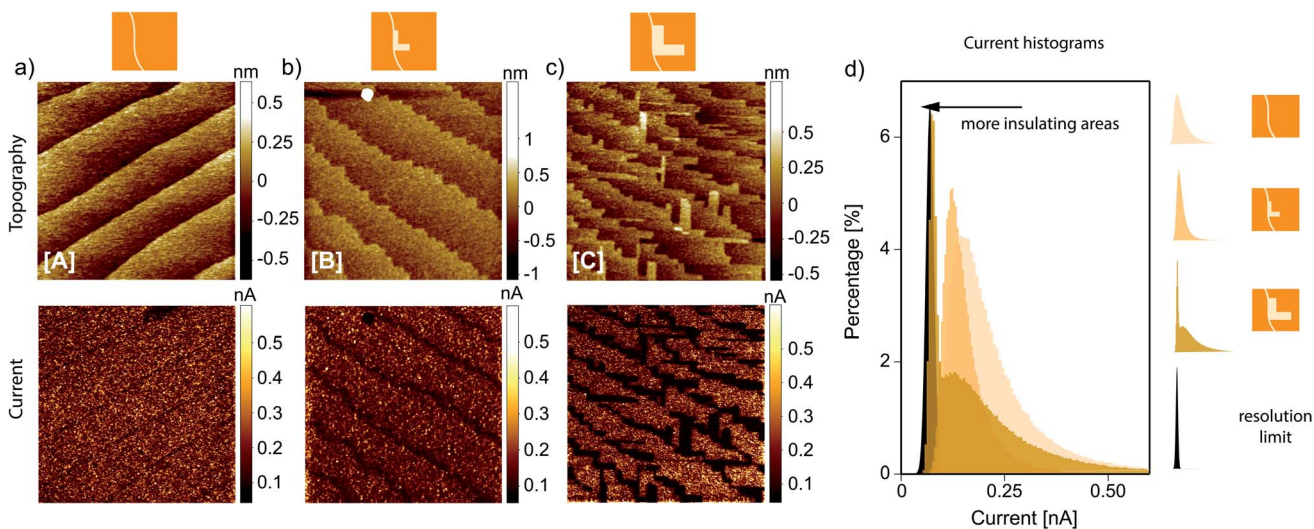 a)
nm
0.5
0.25
0
-0.25
-0.5
Topography
[A]
b)
nm
1
0.5
0
-0.5
-1
[B]
c)
nm
0.5
0.25
0
-0.25
-0.5
[C]
nA
0.5
0.4
0.3
0.2
0.1
Current
nA
0.5
0.4
0.3
0.2
0.1
nA
0.5
0.4
0.3
0.2
0.1
Current histograms
d)
more insulating areas
6
4
2
0
Percentage [%]
0
0.25
0.50
Current [nA]
resolution
limit